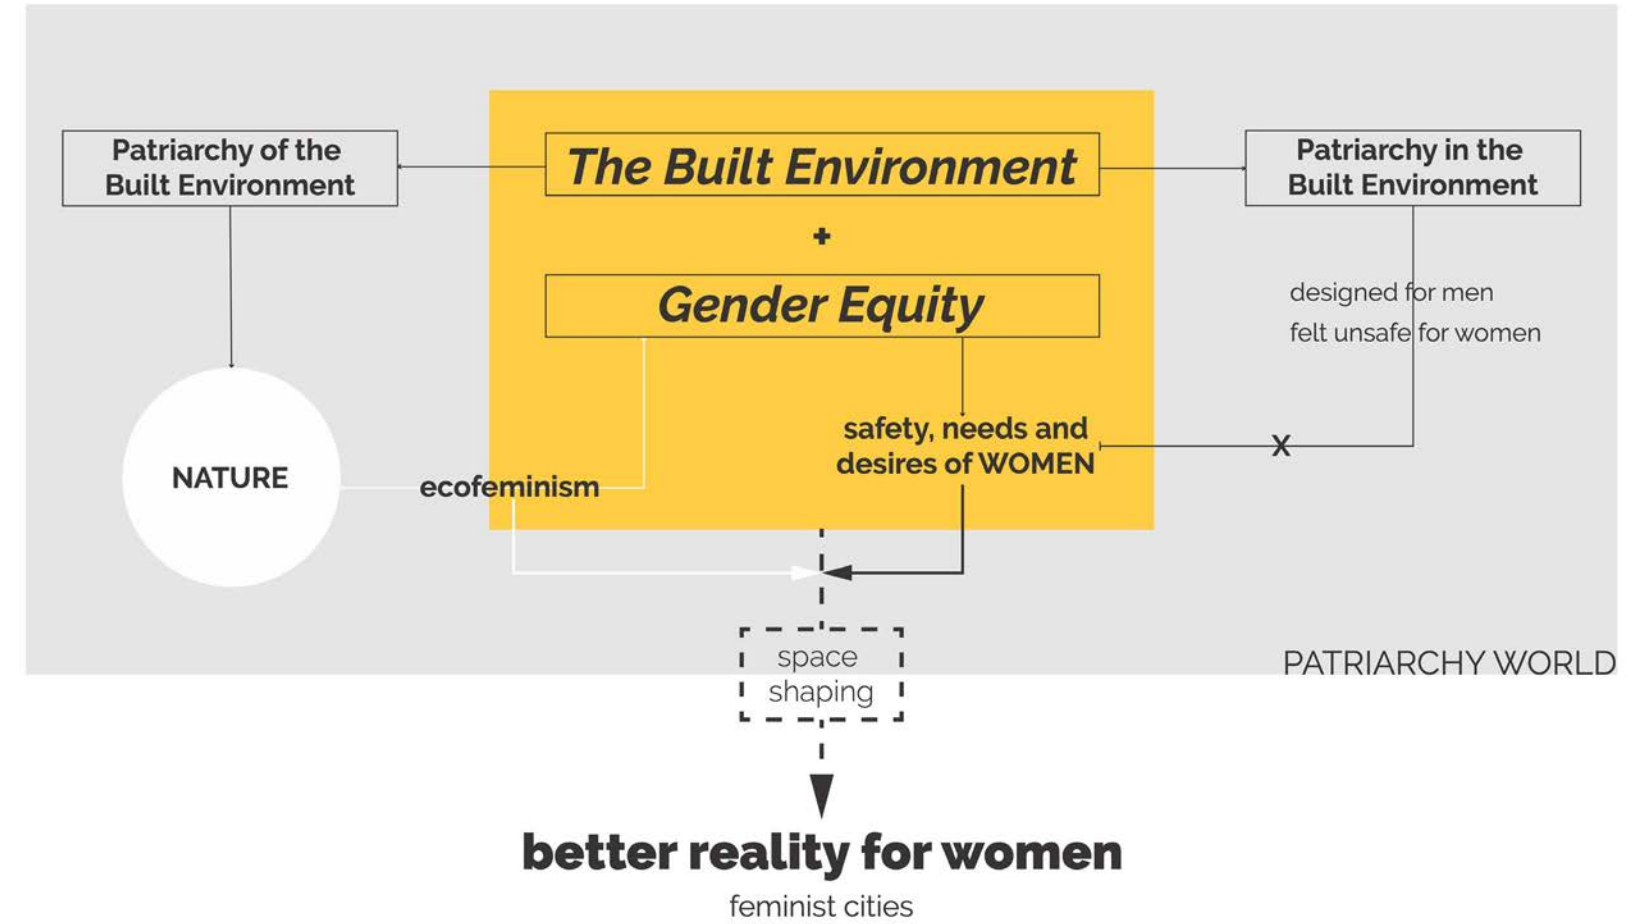 Patriarchy of the
Built Environment
The Built Environment
Patriarchy in the
Built Environment
+
Gender Equity
designed for men
felt unsafe for women
safety, needs and
desires of WOMEN
X
NATURE
ecofeminism
space
shaping
PATRIARCHY WORLD
better reality for women
feminist cities